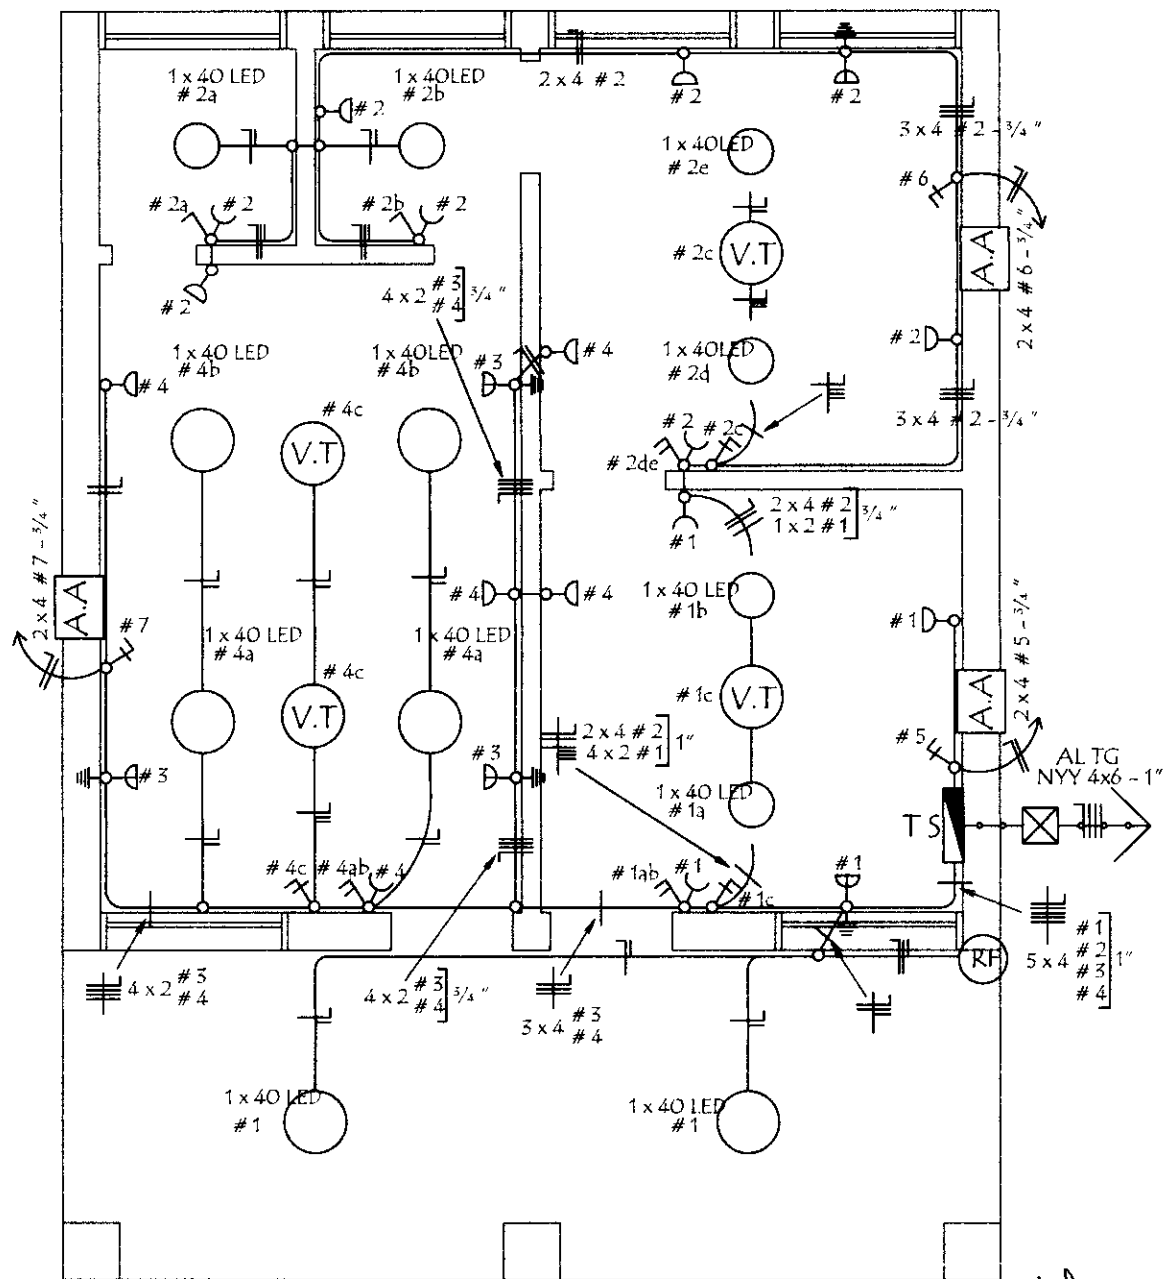 1 x 40 LED
# 2a
1 x 40LED
# 2b
# 2
2 x 4 # 2
# 2
# 2
3 x 4 # 2 - 3/4 "
1 x 40LED
# 2e
# 6
# 2a
# 2
# 2b
# 2
# 2c
V.T
A.A
2 x 4 # 6 - 3/4 "
# 2
4 x 2
# 3
# 4
3/4 "
1 x 40 LED
# 4b
1 x 40LED
# 4b
# 3
# 4
1 x 40LED
# 2d
# 2
# 4
# 4c
V.T
# 2
# 2c
# 2de
3 x 4 # 2 - 3/4 "
2 x 4 # 7 - 3/4 "
A.A
# 7
2 x 4 # 2
1 x 2 # 1
3/4 "
# 1
# 4
# 4
1 x 40 LED
# 1b
# 1
2 x 4 # 5 - 3/4 "
1 x 40 LED
# 4a
1 x 40 LED
# 4a
# 4c
V.T
# 1c
V.T
A.A
# 5
# 3
# 3
2 x 4 # 2
4 x 2 # 1
1"
1 x 40 LED
# 1a
AL TG
NYY 4x6 - 1"
T S
# 4c
# 4ab
# 4
# 1ab
# 1
# 1c
# 1
4 x 2
# 3
# 4
4 x 2
# 3
# 4
3/4 "
3 x 4
# 3
# 4
RH
5 x 4
# 1
# 2
# 3
# 4
1"
1 x 40 LED
# 1
1 x 40 LED
# 1